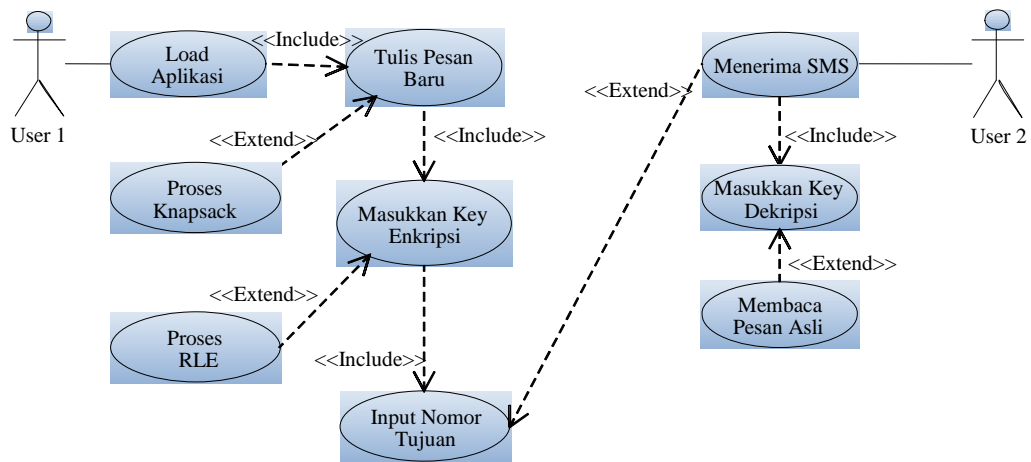 Load
Aplikasi
<<Include>>
Tulis Pesan
Baru
Menerima SMS
<<Extend>>
User 1
User 2
<<Extend>>
<<Include>>
<<Include>>
Proses
Knapsack
Masukkan Key
Enkripsi
Masukkan Key
Dekripsi
<<Extend>>
<<Extend>>
Membaca
Pesan Asli
Proses
RLE
<<Include>>
Input Nomor
Tujuan